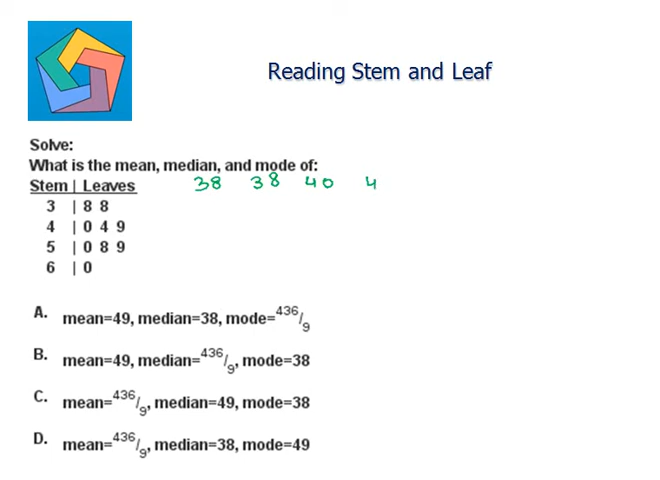 Reading Stem and Leaf
Solve:
What is the mean, median, and mode of:
Stem | Leaves 38 38 40 4
3 | 8 8
4 | 0 4 9
5 | 0 8 9
6 | 0
A. mean=49, median=38, mode=436/9
B. mean=49, median=436/9, mode=38
C. mean=436/9, median=49, mode=38
D. mean=436/9, median=38, mode=49